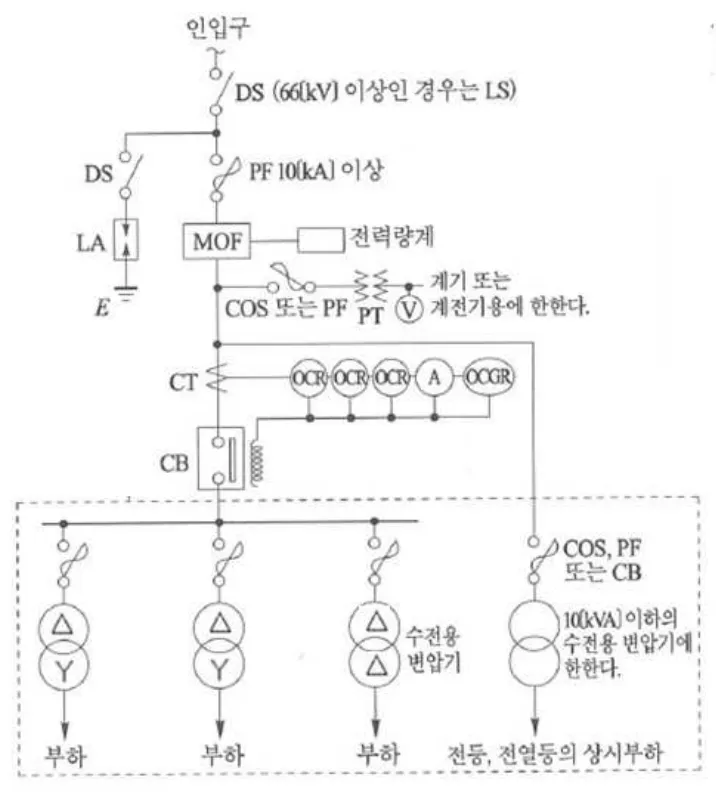 인입구
DS (66[kV] 이상인 경우는 LS)
DS
PF 10[kA] 이상
LA
MOF
전력량계
E
COS 또는 PF
PT
V
계기 또는
계전기용에 한한다.
CT
OCR
OCR
OCR
A
OCGR
CB
COS, PF
또는 CB
Δ
Y
Δ
Y
Δ
Δ
수전용
변압기
10[kVA] 이하의
수전용 변압기에
한한다.
부하
부하
부하
전등, 전열등의 상시부하